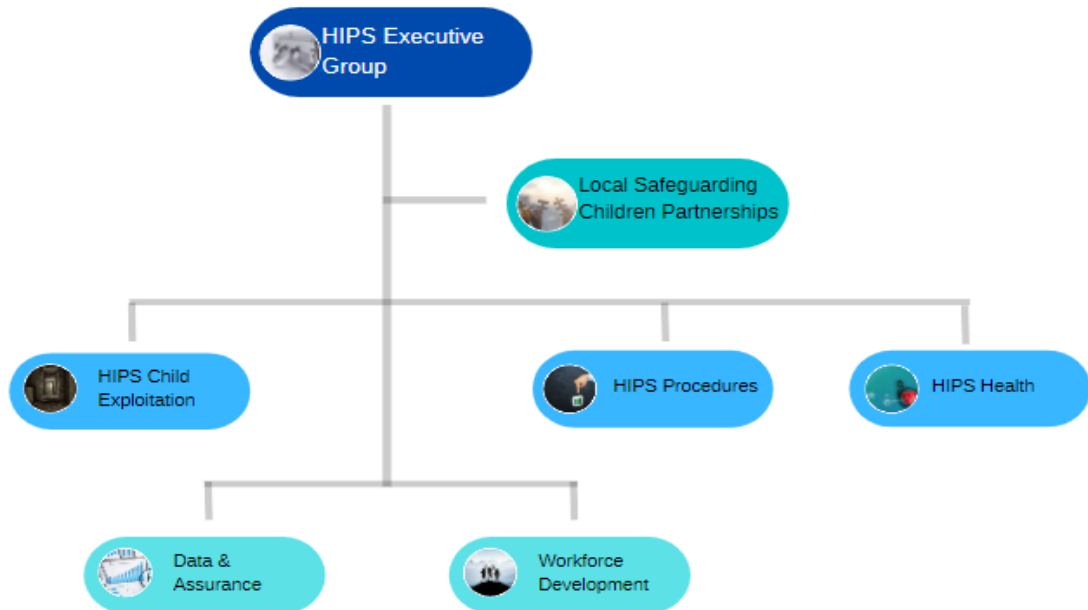 HIPS Executive
Group
Local Safeguarding
Children Partnerships
HIPS Child
Exploitation
HIPS Procedures
HIPS Health
Data &
Assurance
Workforce
Development